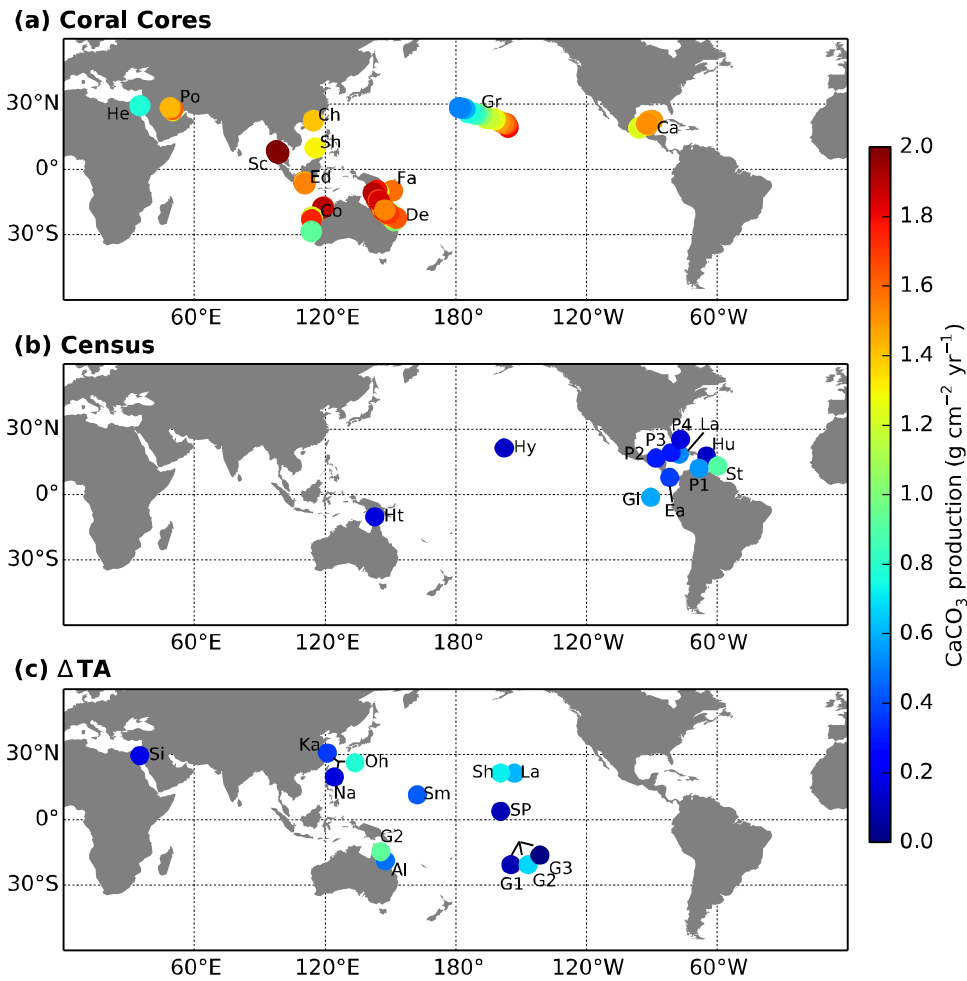 (a) Coral Cores
30°N
0°
30°S
He
Po
Ch
Sh
Sc
Ed
Co
Fa
De
Gr
Ca
60°E
120°E
180°
120°W
60°W
(b) Census
30°N
0°
30°S
Hy
Ht
P4
La
P3
P2
Hu
St
P1
GI
Ea
60°E
120°E
180°
120°W
60°W
(c) ΔTA
30°N
0°
30°S
Si
Ka
Oh
Na
Sm
Sh
La
SP
G2
Al
G1
G2
G3
60°E
120°E
180°
120°W
60°W
2.0
1.8
1.6
1.4
1.2
1.0
0.8
0.6
0.4
0.2
0.0
CaCO₃ production (g cm⁻² yr⁻¹)